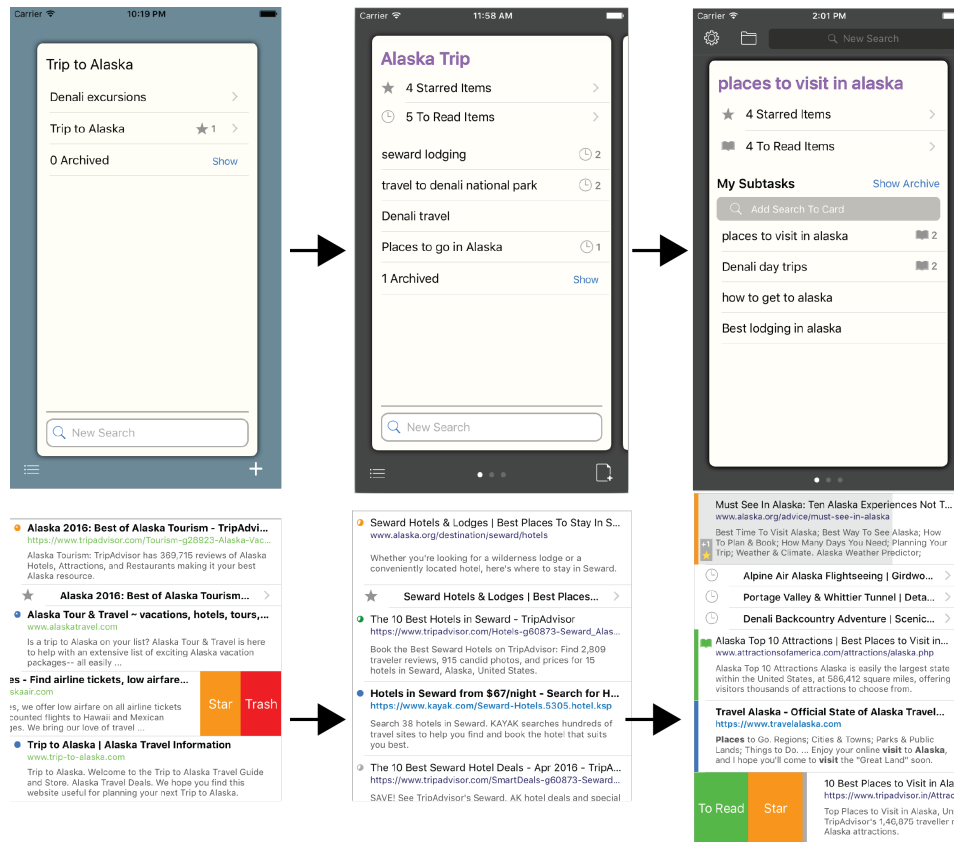 Carrier 10:19 PM
Trip to Alaska
Denali excursions
Trip to Alaska 1
0 Archived Show
New Search
Alaska 2016: Best of Alaska Tourism - TripAdvi...
https://www.tripadvisor.com/Tourism-g28923-Alaska-Vac...
Alaska Tourism: TripAdvisor has 369,715 reviews of Alaska
Hotels, Attractions, and Restaurants making it your best
Alaska resource.
Alaska 2016: Best of Alaska Tourism...
Alaska Tour & Travel ~ vacations, hotels, tours,...
www.alaskatravel.com
Is a trip to Alaska on your list? Alaska Tour & Travel is here
to help with an extensive list of exciting Alaska vacation
packages-- all easily ...
es - Find airline tickets, low airfare...
skaair.com
es, we offer low airfare on all airline tickets
counted flights to Hawaii and Mexican
ges. We bring our love of travel ...
Star Trash
Trip to Alaska | Alaska Travel Information
www.trip-to-alaska.com
Trip to Alaska. Welcome to the Trip to Alaska Travel Guide
and Store. Alaska Travel Deals. We hope you find this
website useful for planning your next Trip to Alaska.
Carrier 11:58 AM
Alaska Trip
4 Starred Items
5 To Read Items
seward lodging 2
travel to denali national park 2
Denali travel
Places to go in Alaska 1
1 Archived Show
New Search
Seward Hotels & Lodges | Best Places To Stay In S...
www.alaska.org/destination/seward/hotels
Whether you're looking for a wilderness lodge or a
conveniently located hotel, here's where to stay in Seward.
Seward Hotels & Lodges | Best Places...
The 10 Best Hotels in Seward - TripAdvisor
https://www.tripadvisor.com/Hotels-g60873-Seward_Alas...
Book the Best Seward Hotels on TripAdvisor: Find 2,809
traveler reviews, 915 candid photos, and prices for 15
hotels in Seward, Alaska, United States.
Hotels in Seward from $67/night - Search for H...
https://www.kayak.com/Seward-Hotels.5305.hotel.ksp
Search 38 hotels in Seward. KAYAK searches hundreds of
travel sites to help you find and book the hotel that suits
you best.
The 10 Best Seward Hotel Deals - Apr 2016 - TripA...
https://www.tripadvisor.com/SmartDeals-g60873-Seward...
SAVE! See TripAdvisor's Seward, AK hotel deals and special
Carrier 2:01 PM
New Search
places to visit in alaska
4 Starred Items
4 To Read Items
My Subtasks Show Archive
Add Search To Card
places to visit in alaska 2
Denali day trips 2
how to get to alaska
Best lodging in alaska
Must See In Alaska: Ten Alaska Experiences Not T...
www.alaska.org/advice/must-see-in-alaska
Best Time To Visit Alaska; Best Way To See Alaska; How
+1 To Plan & Book; How Many Days You Need; Planning Your
Trip; Weather & Climate. Alaska Weather Predictor;
Alpine Air Alaska Flightseeing | Girdwo...
Portage Valley & Whittier Tunnel | Deta...
Denali Backcountry Adventure | Scenic...
Alaska Top 10 Attractions | Best Places to Visit in...
www.attractionsofamerica.com/attractions/alaska.php
Alaska Top 10 Attractions Alaska is easily the largest state
within the United States, at 586,412 square miles, offering
visitors thousands of attractions to choose from.
Travel Alaska - Official State of Alaska Travel...
https://www.travelalaska.com
Places to Go. Regions; Cities & Towns; Parks & Public
Lands; Things to Do. ... Enjoy your online visit to Alaska,
and I hope you'll come to visit the "Great Land" soon.
To Read Star
10 Best Places to Visit in Ala
https://www.tripadvisor.in/Attrac
Top Places to Visit in Alaska, Un
TripAdvisor's 1,46,875 traveller r
Alaska attractions.